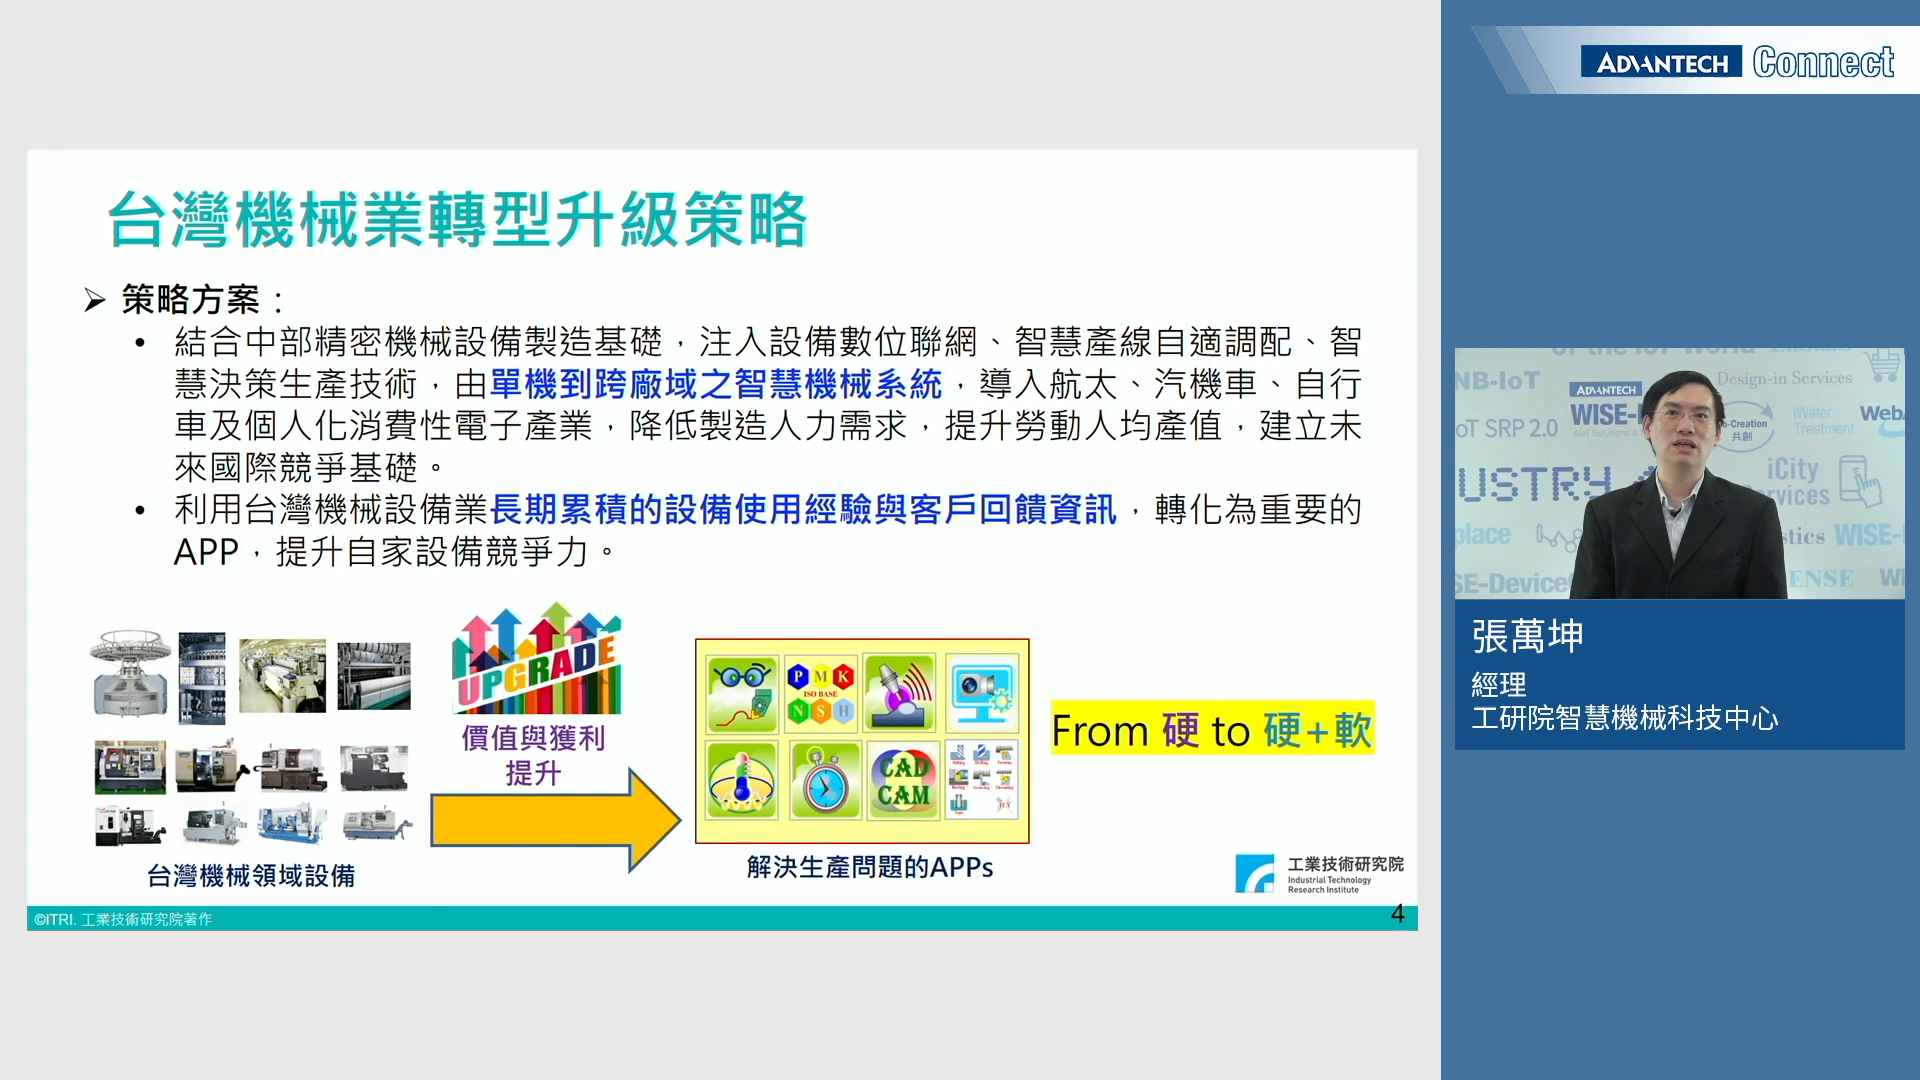 ADVANTECH Connect
台灣機械業轉型升級策略
➢ 策略方案：
• 結合中部精密機械設備製造基礎，注入設備數位聯網、智慧產線自適調配、智
慧決策生產技術，由單機到跨廠域之智慧機械系統，導入航太、汽機車、自行
車及個人化消費性電子產業，降低製造人力需求，提升勞動人均產值，建立未
來國際競爭基礎。
• 利用台灣機械設備業長期累積的設備使用經驗與客戶回饋資訊，轉化為重要的
APP，提升自家設備競爭力。
UPGRADE
價值與獲利
提升
P M K
ISO BASE
N S H
CAD
CAM
From 硬 to 硬+軟
台灣機械領域設備
解決生產問題的APPs
工業技術研究院
Industrial Technology
Research Institute
©ITRI. 工業技術研究院著作
4
NB-IoT
ADVANTECH
Design-in Services
WISE-
iWater
Treatment
Web
oT SRP 2.0
o-Creation
共創
USTRY
iCity
rvices
place
stics
WISE-
SE-Device
ENSE
張萬坤
經理
工研院智慧機械科技中心